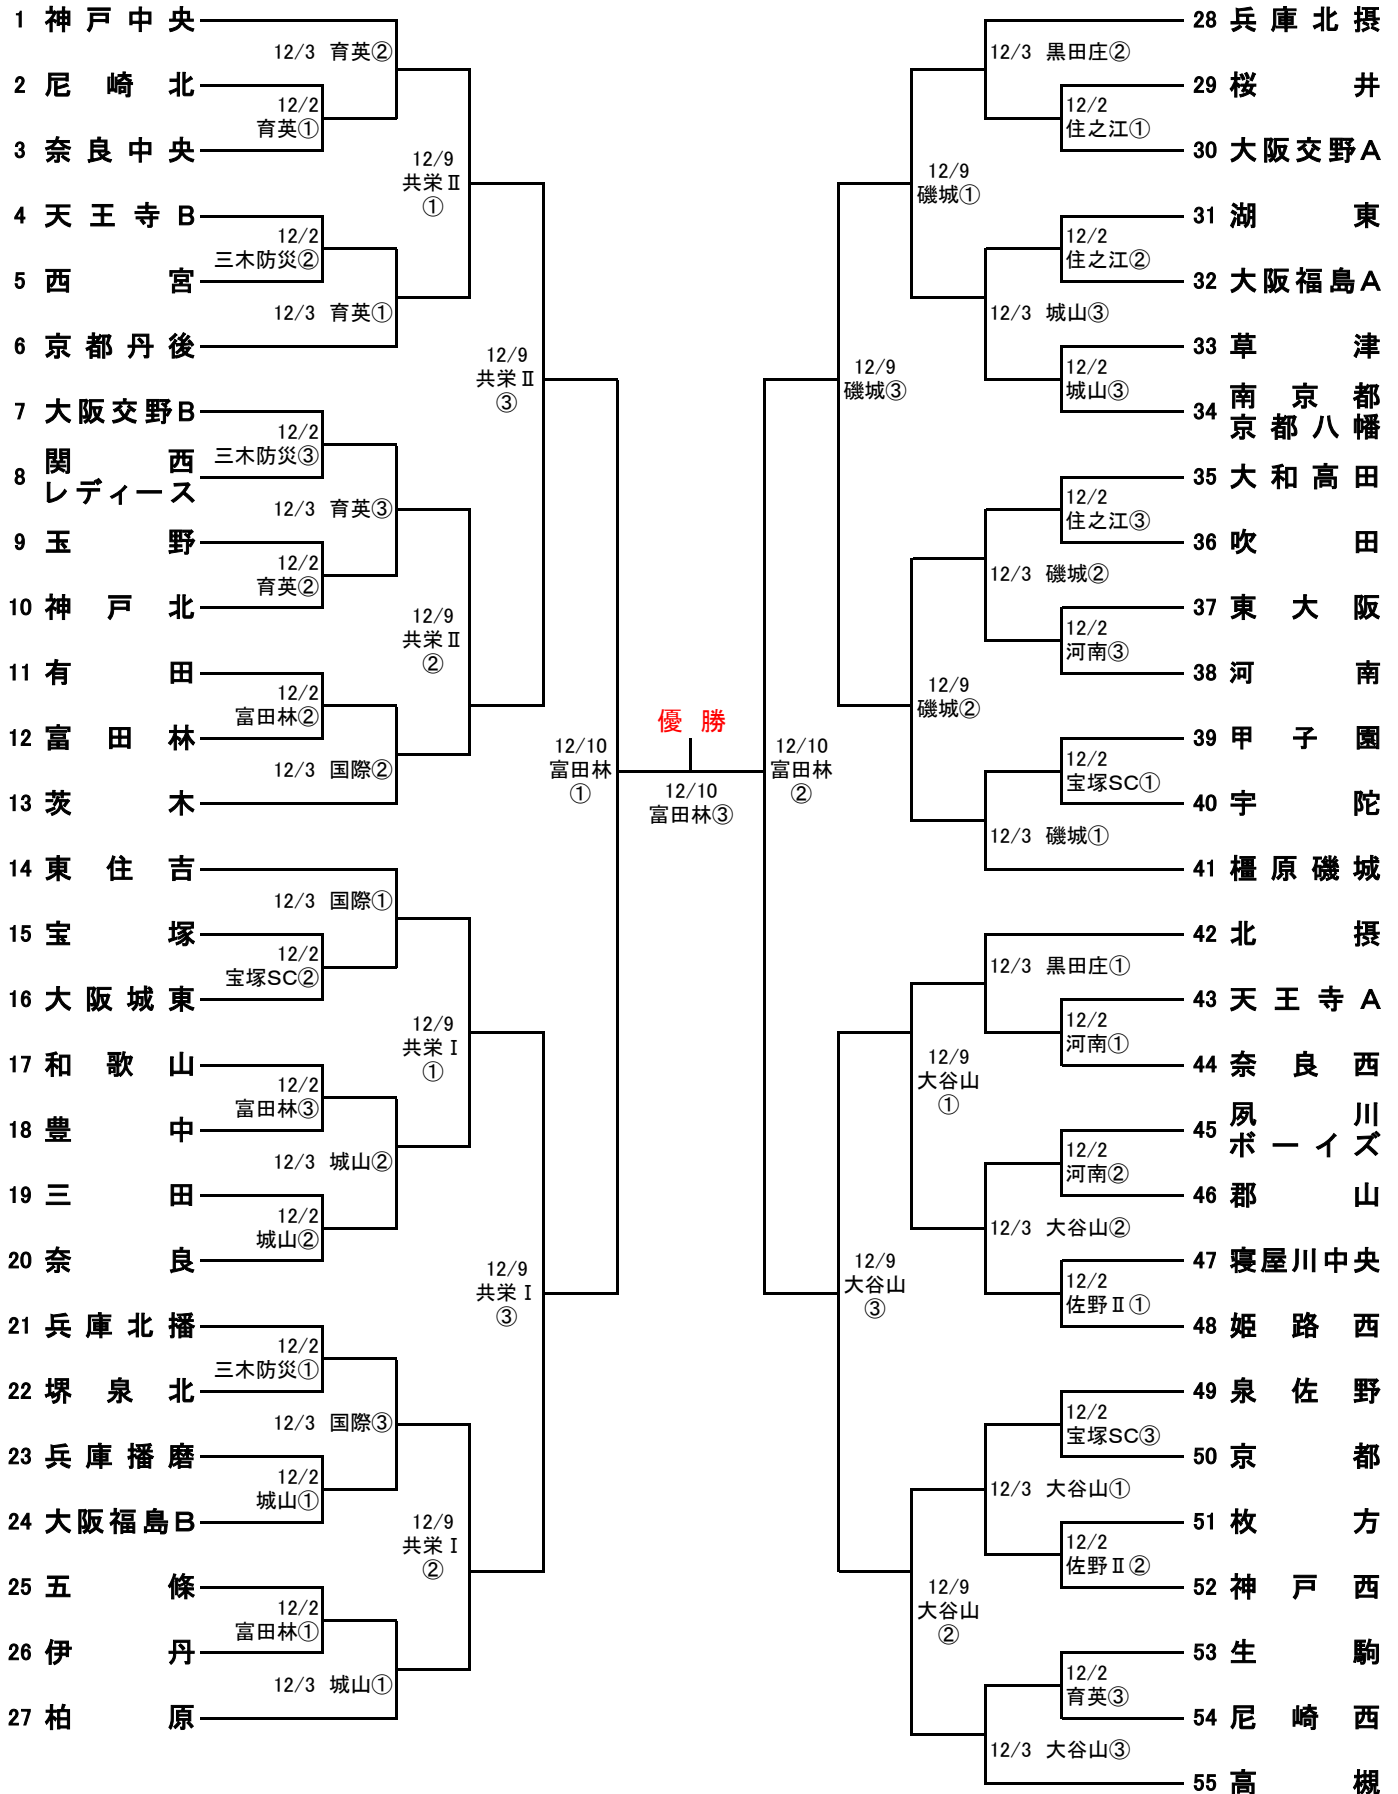 1 神戸中央
12/3 育英②
2 尼崎北
12/2
育英①
3 奈良中央
12/9
共栄Ⅱ
①
4 天王寺B
12/2
三木防災②
5 西宮
12/3 育英①
6 京都丹後
12/9
共栄Ⅱ
③
7 大阪交野B
12/2
三木防災③
8 関西
レディース
12/3 育英③
9 玉野
12/2
育英②
10 神戸北
12/9
共栄Ⅱ
②
11 有田
12/2
富田林②
12 富田林
12/3 国際②
13 茨木
12/10
富田林
①
14 東住吉
12/3 国際①
15 宝塚
12/2
宝塚SC②
16 大阪城東
12/9
共栄Ⅰ
①
17 和歌山
12/2
富田林③
18 豊中
12/3 城山②
19 三田
12/2
城山②
20 奈良
12/9
共栄Ⅰ
③
21 兵庫北播
12/2
三木防災①
22 堺泉北
12/3 国際③
23 兵庫播磨
12/2
城山①
24 大阪福島B
12/9
共栄Ⅰ
②
25 五條
12/2
富田林①
26 伊丹
12/3 城山①
27 柏原
優勝
12/10
富田林③
12/10
富田林
②
28 兵庫北摂
12/3 黒田庄②
29 桜井
12/2
住之江①
30 大阪交野A
12/9
磯城①
31 湖東
12/2
住之江②
32 大阪福島A
12/3 城山③
33 草津
12/2
城山③
34 南京都
京都八幡
12/9
磯城③
35 大和高田
12/2
住之江③
36 吹田
12/3 磯城②
37 東大阪
12/2
河南③
38 河南
12/9
磯城②
39 甲子園
12/2
宝塚SC①
40 宇陀
12/3 磯城①
41 橿原磯城
42 北摂
12/3 黒田庄①
43 天王寺A
12/2
河南①
44 奈良西
12/9
大谷山
①
45 夙川
ボーイズ
12/2
河南②
46 郡山
12/3 大谷山②
47 寝屋川中央
12/2
佐野Ⅱ①
48 姫路西
12/9
大谷山
③
49 泉佐野
12/2
宝塚SC③
50 京都
12/3 大谷山①
51 枚方
12/2
佐野Ⅱ②
52 神戸西
12/9
大谷山
②
53 生駒
12/2
育英③
54 尼崎西
12/3 大谷山③
55 高槻